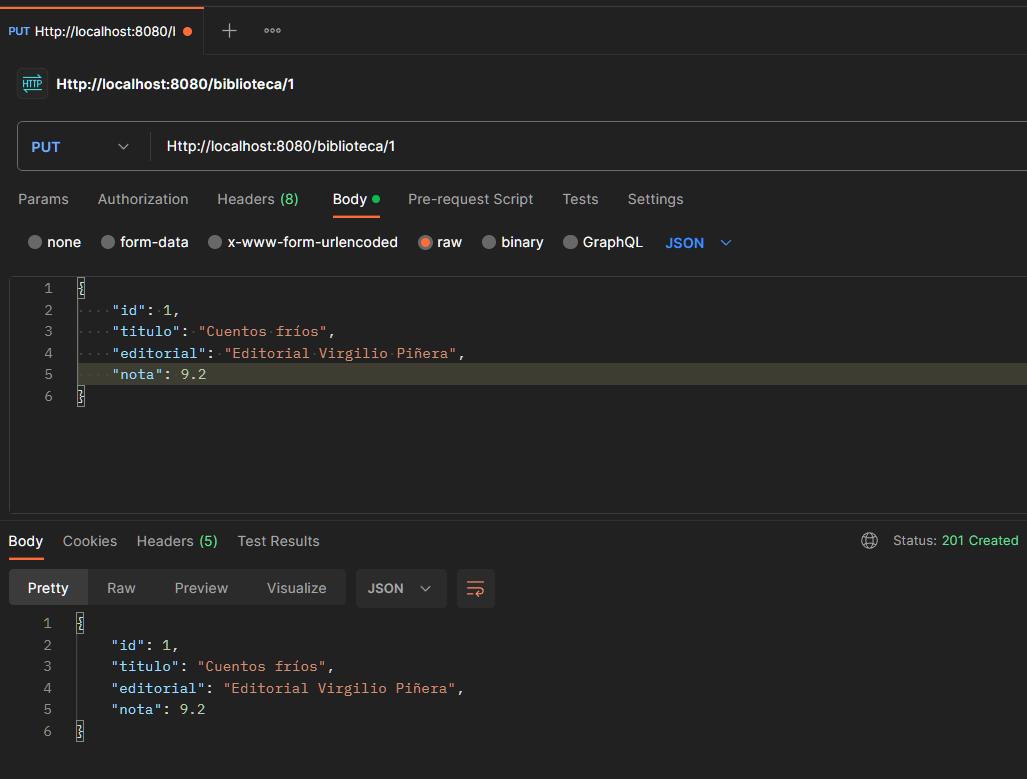 PUT Http://localhost:8080/l
HTTP Http://localhost:8080/biblioteca/1
PUT Http://localhost:8080/biblioteca/1
Params Authorization Headers (8) Body Pre-request Script Tests Settings
none form-data x-www-form-urlencoded raw binary GraphQL JSON
1 {
2 "id": 1,
3 "titulo": "Cuentos fríos",
4 "editorial": "Editorial Virgilio Piñera",
5 "nota": 9.2
6 }
Body Cookies Headers (5) Test Results Status: 201 Created
Pretty Raw Preview Visualize JSON
1 {
2 "id": 1,
3 "titulo": "Cuentos fríos",
4 "editorial": "Editorial Virgilio Piñera",
5 "nota": 9.2
6 }